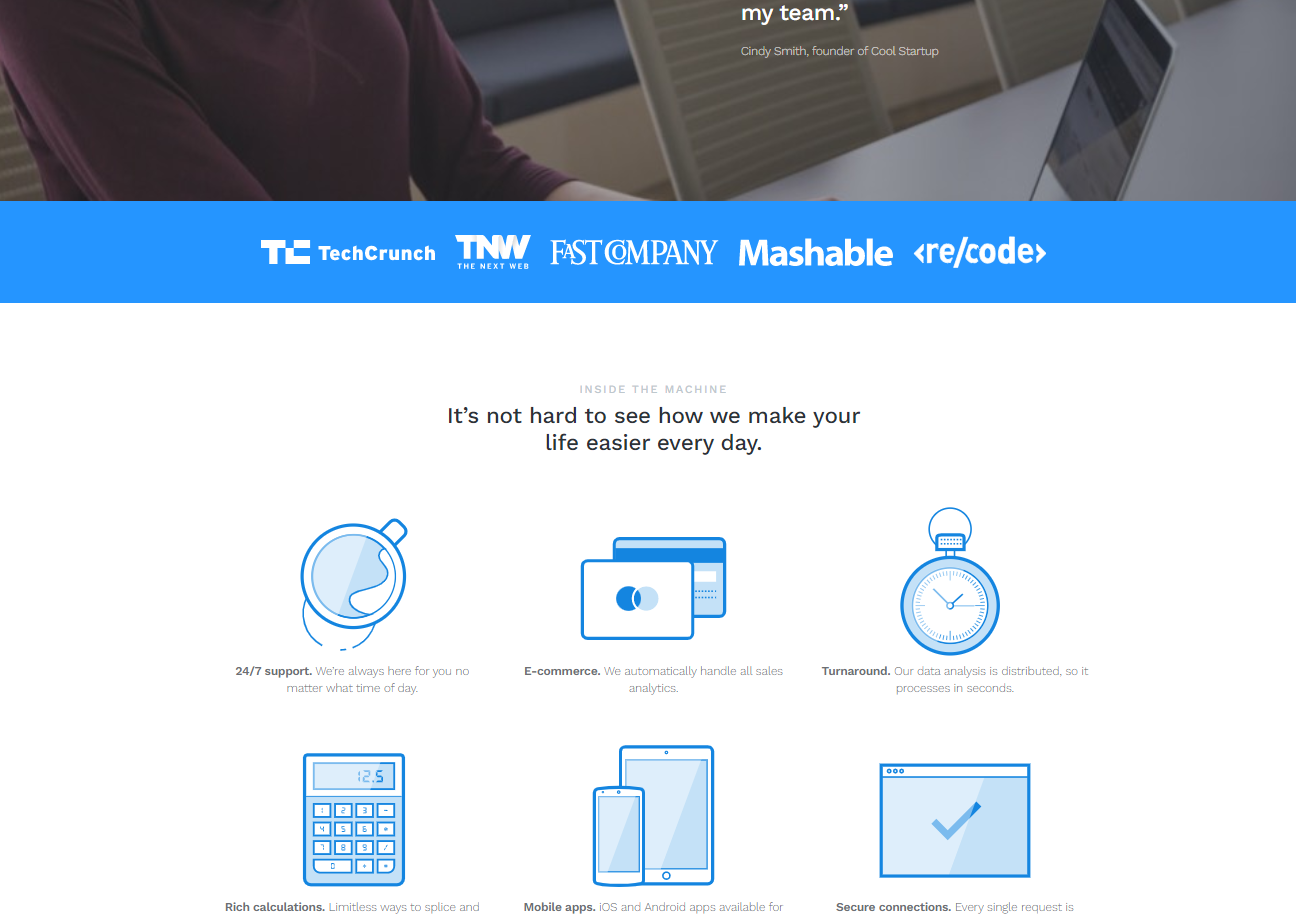 my team.”
Cindy Smith, founder of Cool Startup
TC TechCrunch
TNW
THE NEXT WEB
FAST COMPANY
Mashable
<re/code>
INSIDE THE MACHINE
It’s not hard to see how we make your
life easier every day.
24/7 support. We’re always here for you no
matter what time of day.
E-commerce. We automatically handle all sales
analytics.
Turnaround. Our data analysis is distributed, so it
processes in seconds.
12.5
1 2 3 -
4 5 6 *
7 8 9 /
0 + =
Rich calculations. Limitless ways to splice and
Mobile apps. iOS and Android apps available for
Secure connections. Every single request is